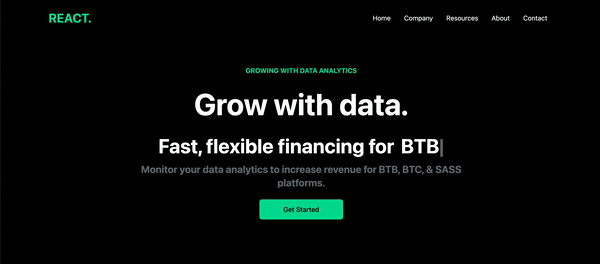 REACT.
Home Company Resources About Contact
GROWING WITH DATA ANALYTICS
Grow with data.
Fast, flexible financing for BTB
Monitor your data analytics to increase revenue for BTB, BTC, & SASS
platforms.
Get Started